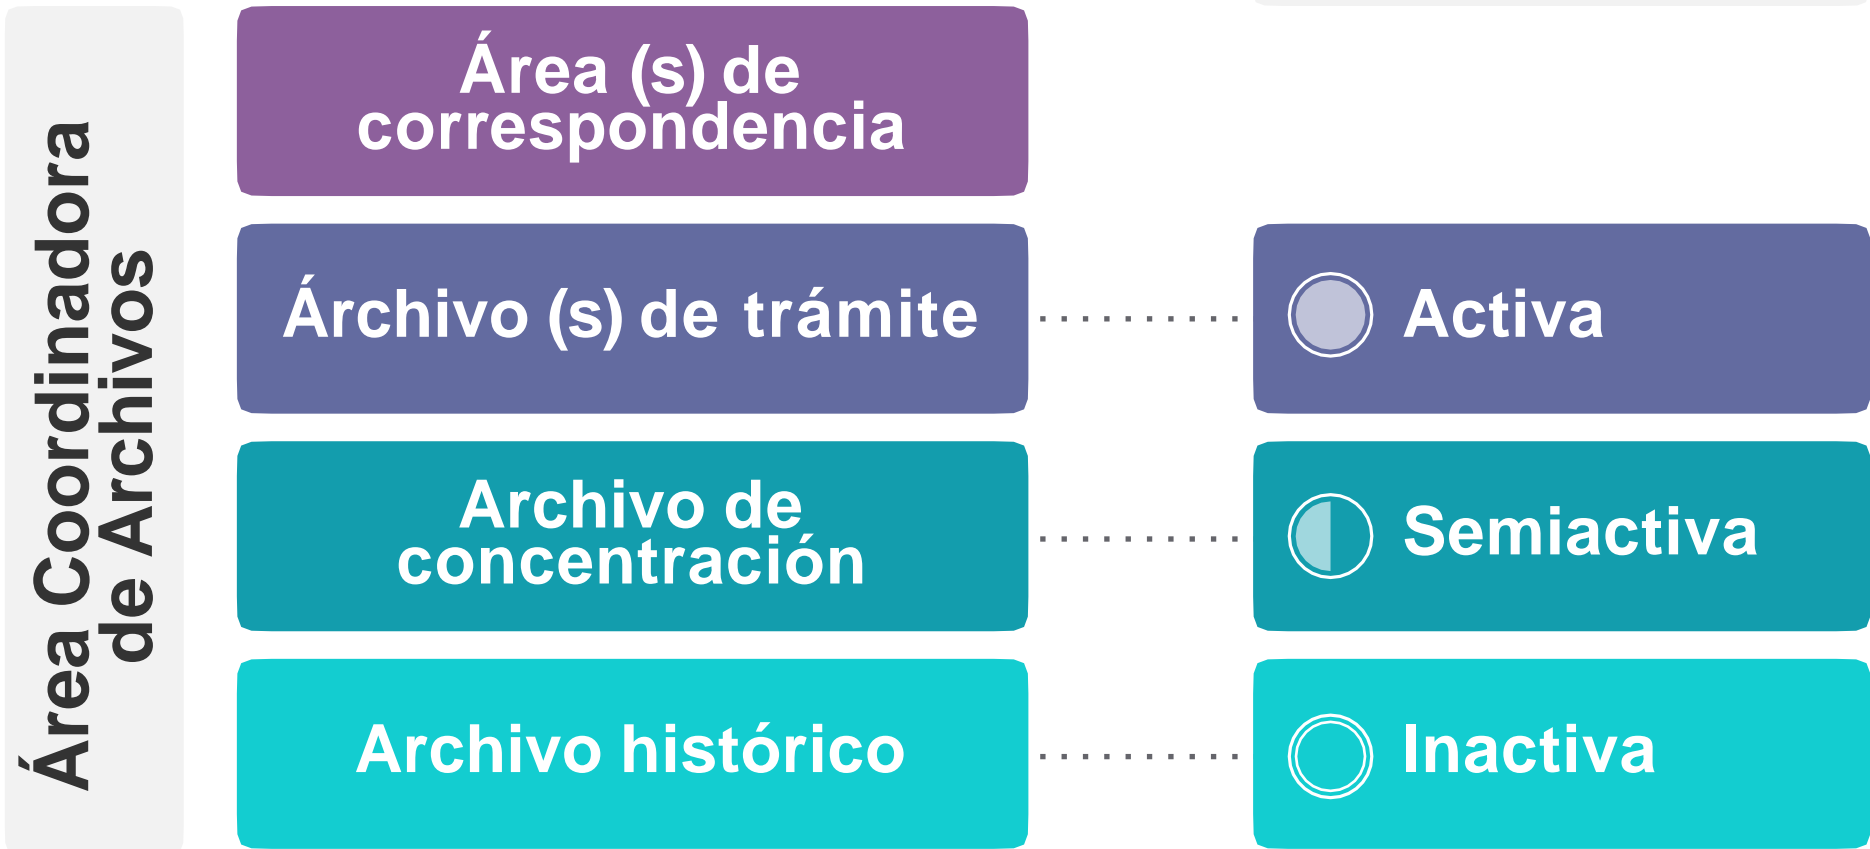 Área Coordinadora
de Archivos
Área (s) de
correspondencia
Árchivo (s) de trámite
Activa
Archivo de
concentración
Semiactiva
Archivo histórico
Inactiva